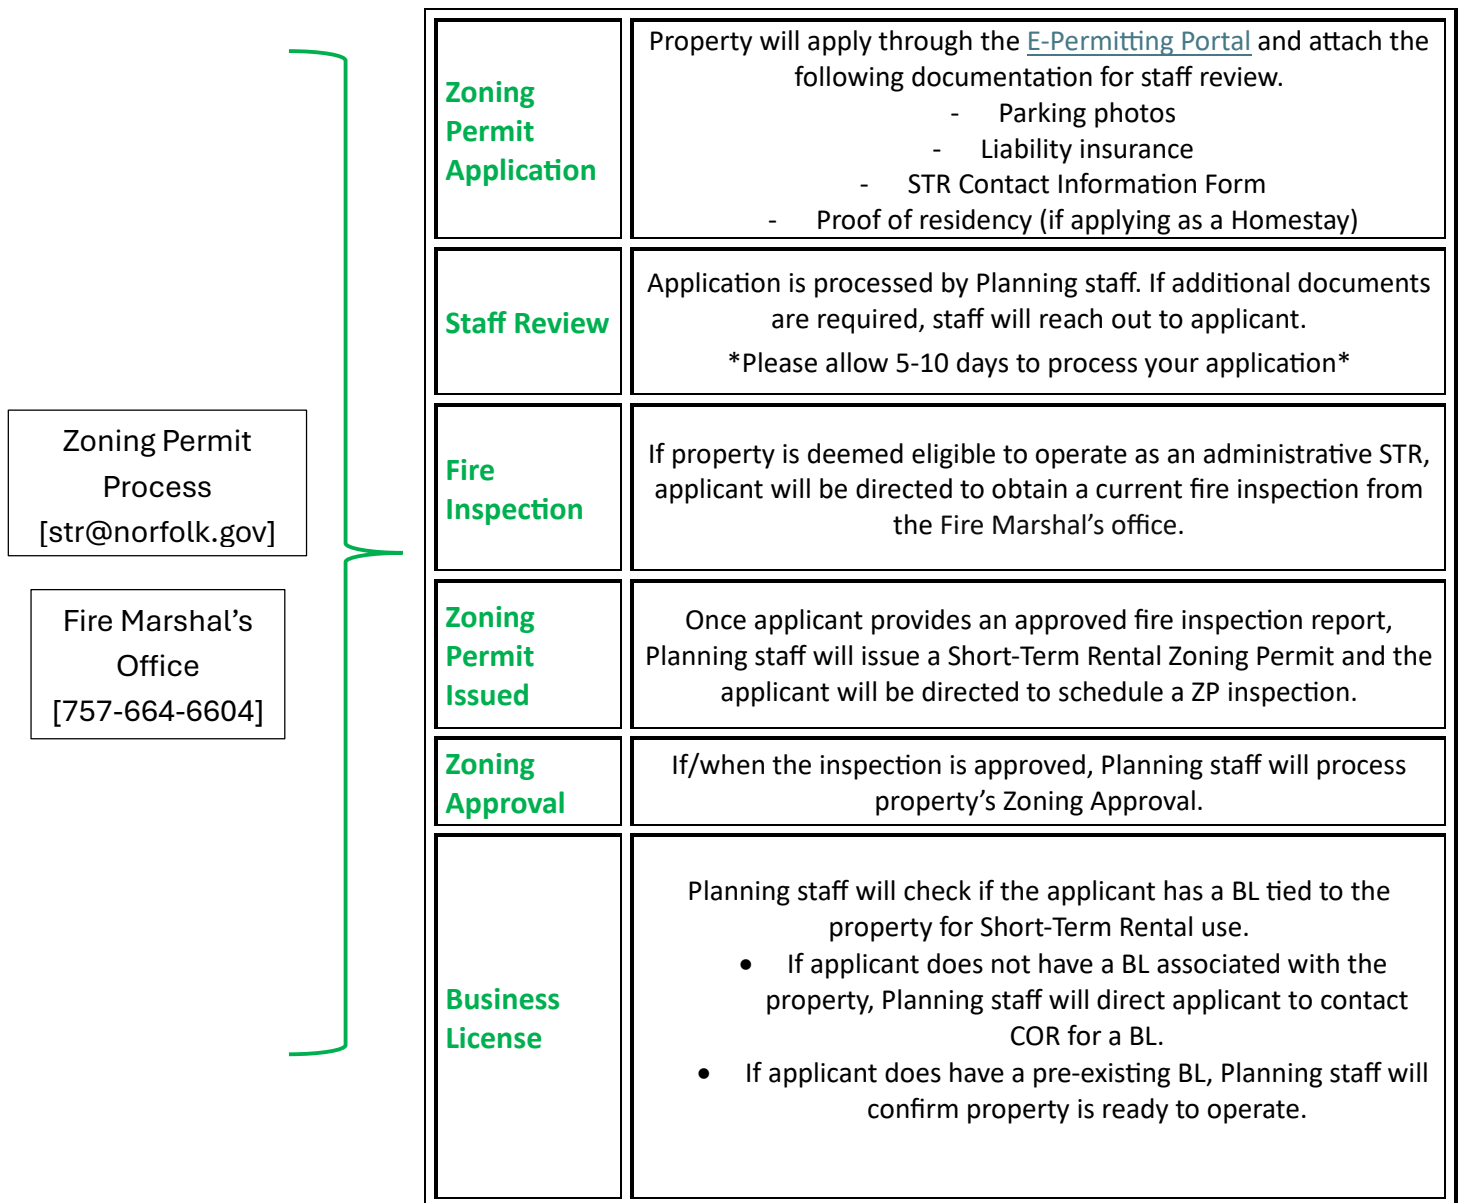 Zoning Permit
Process
[str@norfolk.gov]
Fire Marshal’s
Office
[757-664-6604]
Zoning
Permit
Application
Property will apply through the E-Permitting Portal and attach the
following documentation for staff review.
- Parking photos
- Liability insurance
- STR Contact Information Form
- Proof of residency (if applying as a Homestay)
Staff Review
Application is processed by Planning staff. If additional documents
are required, staff will reach out to applicant.
*Please allow 5-10 days to process your application*
Fire
Inspection
If property is deemed eligible to operate as an administrative STR,
applicant will be directed to obtain a current fire inspection from
the Fire Marshal’s office.
Zoning
Permit
Issued
Once applicant provides an approved fire inspection report,
Planning staff will issue a Short-Term Rental Zoning Permit and the
applicant will be directed to schedule a ZP inspection.
Zoning
Approval
If/when the inspection is approved, Planning staff will process
property’s Zoning Approval.
Business
License
Planning staff will check if the applicant has a BL tied to the
property for Short-Term Rental use.
• If applicant does not have a BL associated with the
property, Planning staff will direct applicant to contact
COR for a BL.
• If applicant does have a pre-existing BL, Planning staff will
confirm property is ready to operate.